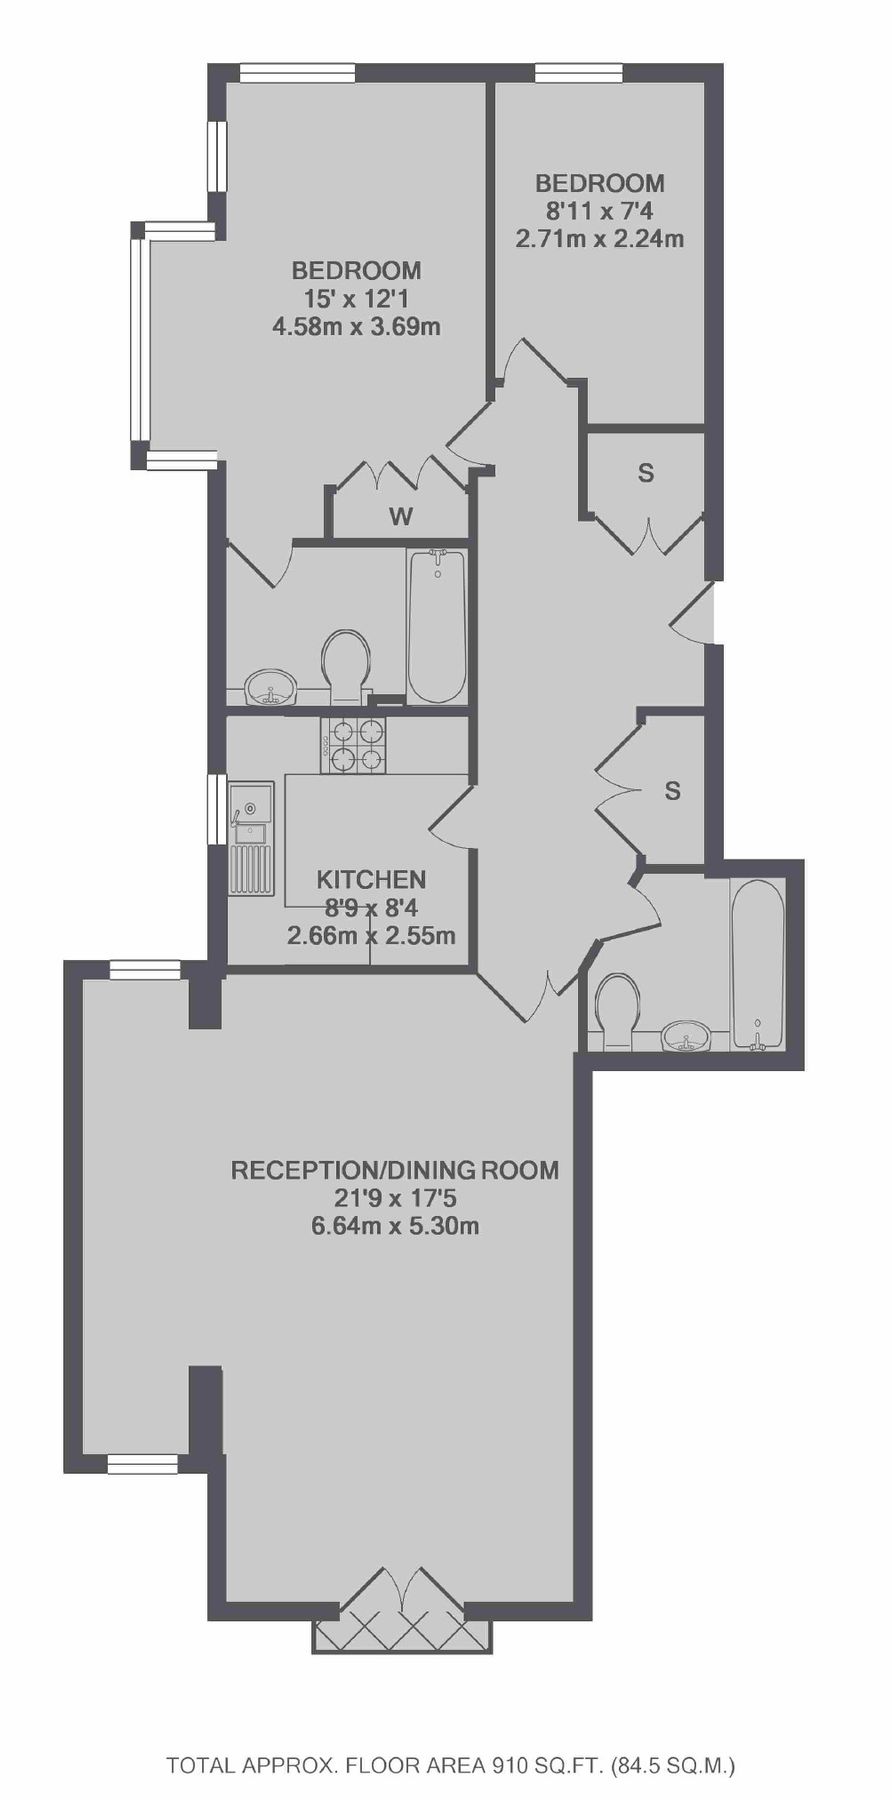 BEDROOM
8'11 x 7'4
2.71m x 2.24m
BEDROOM
15' x 12'1
4.58m x 3.69m
S
W
S
KITCHEN
8'9 x 8'4
2.66m x 2.55m
RECEPTION/DINING ROOM
21'9 x 17'5
6.64m x 5.30m
TOTAL APPROX. FLOOR AREA 910 SQ.FT. (84.5 SQ.M.)